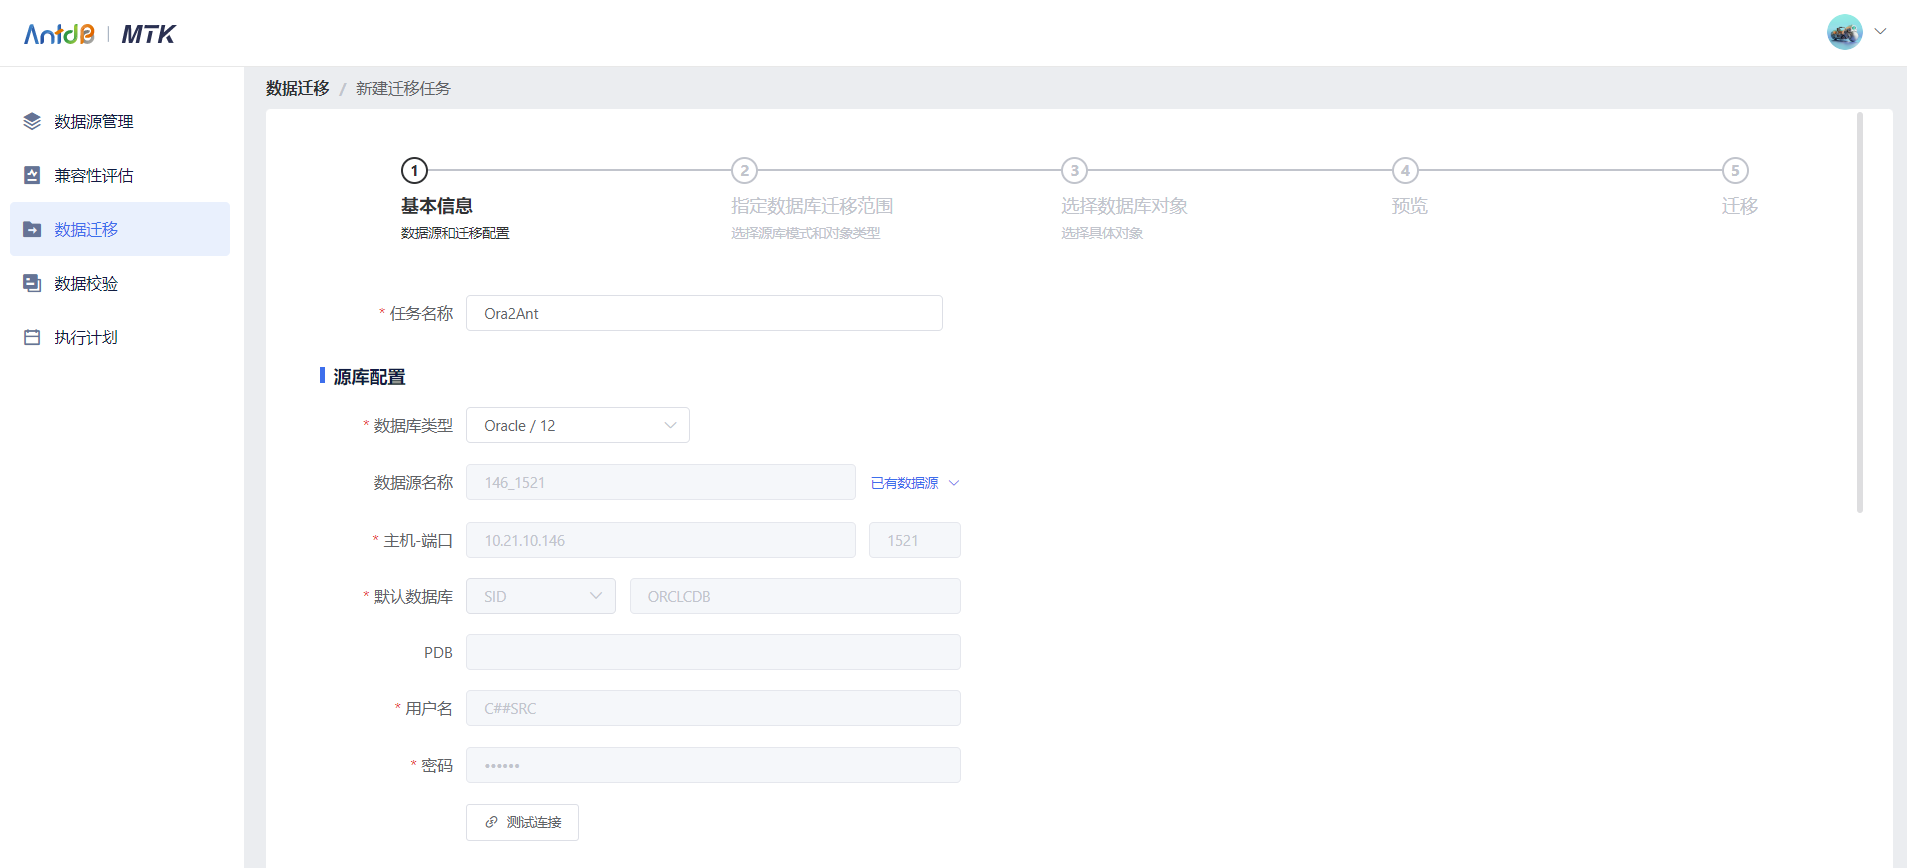 AntdB | MTK
数据源管理
兼容性评估
数据迁移
数据校验
执行计划
数据迁移 / 新建迁移任务
1 2 3 4 5
基本信息 指定数据库迁移范围 选择数据库对象 预览 迁移
数据源和迁移配置 选择源库模式和对象类型 选择具体对象
* 任务名称 Ora2Ant
源库配置
* 数据库类型 Oracle / 12
数据源名称 146_1521 已有数据源
* 主机-端口 10.21.10.146 1521
* 默认数据库 SID ORCLCDB
PDB
* 用户名 C##SRC
* 密码 ••••••
测试连接